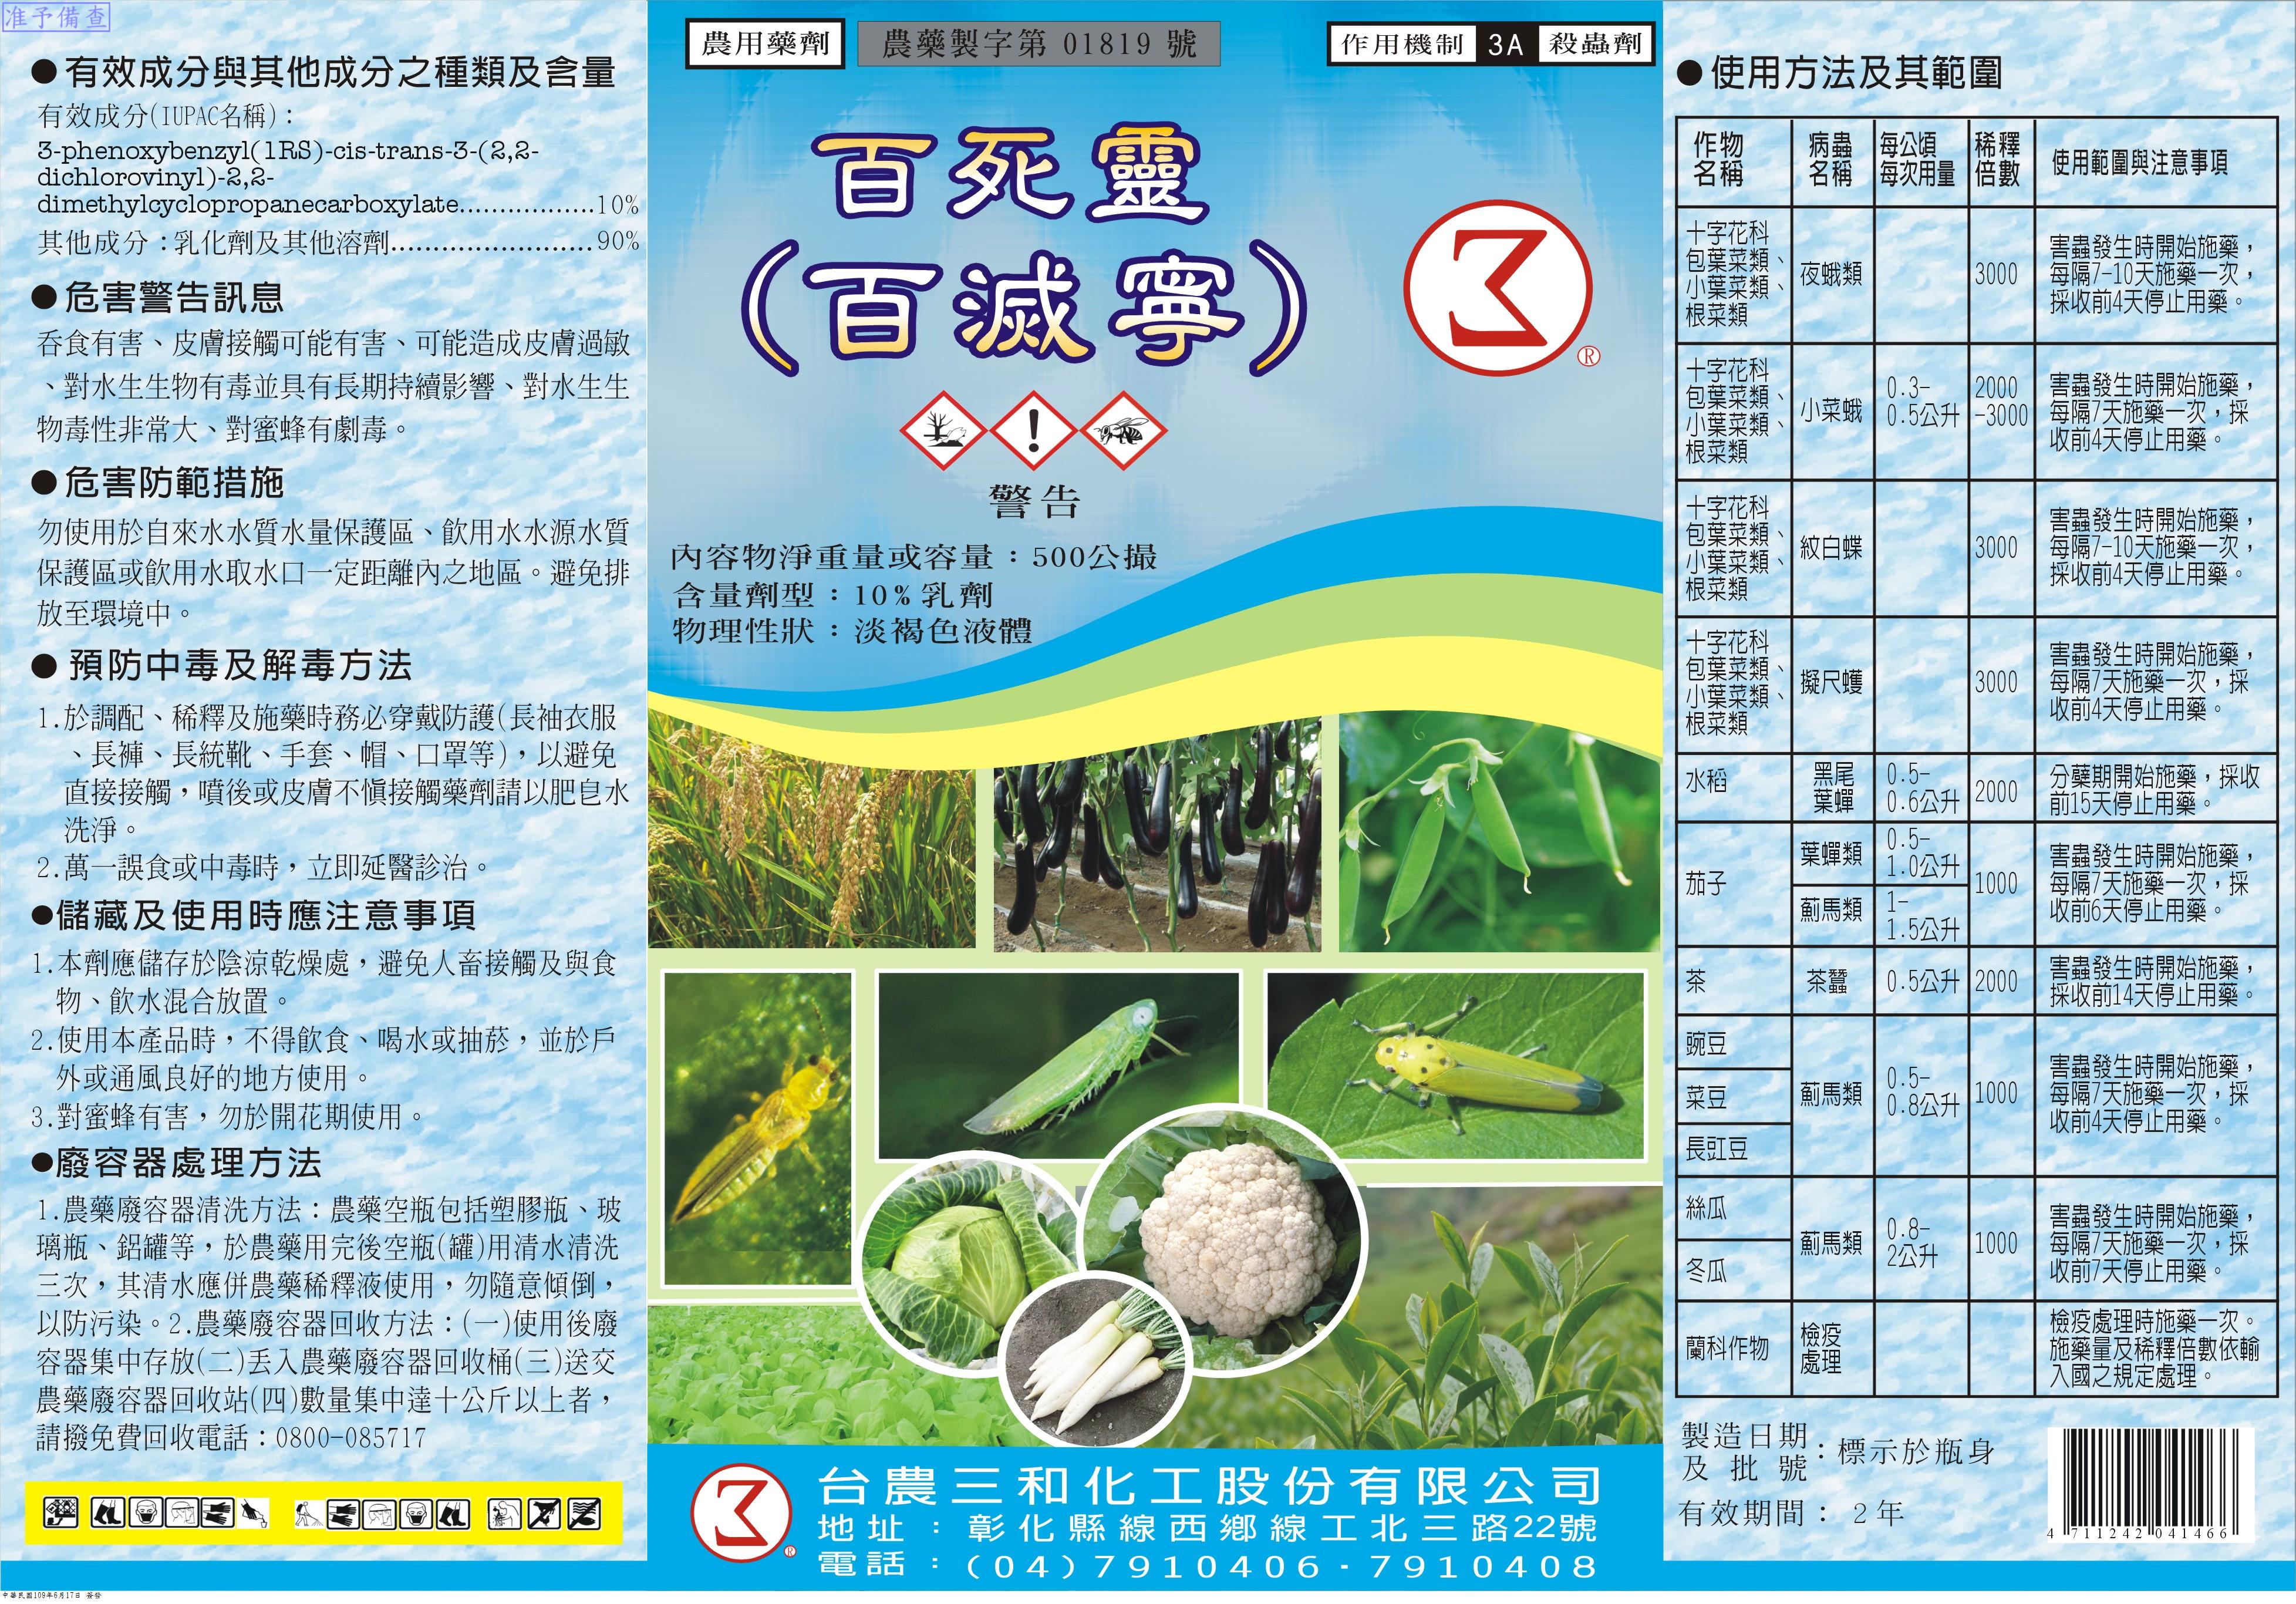 准予備查
●有效成分與其他成分之種類及含量
有效成分(IUPAC名稱)：
3-phenoxybenzyl(1RS)-cis-trans-3-(2,2-
dichlorovinyl)-2,2-
dimethylcyclopropanecarboxylate.................10%
其他成分：乳化劑及其他溶劑.........................90%
●危害警告訊息
吞食有害、皮膚接觸可能有害、可能造成皮膚過敏
、對水生生物有毒並具有長期持續影響、對水生生
物毒性非常大、對蜜蜂有劇毒。
●危害防範措施
勿使用於自來水水質水量保護區、飲用水水源水質
保護區或飲用水取水口一定距離內之地區。避免排
放至環境中。
●預防中毒及解毒方法
1.於調配、稀釋及施藥時務必穿戴防護(長袖衣服
、長褲、長統靴、手套、帽、口罩等)，以避免
直接接觸，噴後或皮膚不慎接觸藥劑請以肥皂水
洗淨。
2.萬一誤食或中毒時，立即延醫診治。
●儲藏及使用時應注意事項
1.本劑應儲存於陰涼乾燥處，避免人畜接觸及與食
物、飲水混合放置。
2.使用本產品時，不得飲食、喝水或抽菸，並於戶
外或通風良好的地方使用。
3.對蜜蜂有害，勿於開花期使用。
●廢容器處理方法
1.農藥廢容器清洗方法：農藥空瓶包括塑膠瓶、玻
璃瓶、鋁罐等，於農藥用完後空瓶(罐)用清水清洗
三次，其清水應併農藥稀釋液使用，勿隨意傾倒，
以防污染。2.農藥廢容器回收方法：(一)使用後廢
容器集中存放(二)丟入農藥廢容器回收桶(三)送交
農藥廢容器回收站(四)數量集中達十公斤以上者，
請撥免費回收電話：0800-085717
中華民國109年6月17日 簽發
農用藥劑
農藥製字第 01819 號
作用機制 3A 殺蟲劑
百死靈
(百滅寧)
®
警告
內容物淨重量或容量：500公撮
含量劑型：10%乳劑
物理性狀：淡褐色液體
®
台農三和化工股份有限公司
地址：彰化縣線西鄉線工北三路22號
電話：(04)7910406-7910408
●使用方法及其範圍
作物
名稱
病蟲
名稱
每公頃
每次用量
稀釋
倍數
使用範圍與注意事項
十字花科
包葉菜類、
小葉菜類、
根菜類
夜蛾類
3000
害蟲發生時開始施藥，
每隔7-10天施藥一次，
採收前4天停止用藥。
十字花科
包葉菜類、
小葉菜類、
根菜類
小菜蛾
0.3-
0.5公升
2000
-3000
害蟲發生時開始施藥，
每隔7天施藥一次，採
收前4天停止用藥。
十字花科
包葉菜類、
小葉菜類、
根菜類
紋白蝶
3000
害蟲發生時開始施藥，
每隔7-10天施藥一次，
採收前4天停止用藥。
十字花科
包葉菜類、
小葉菜類、
根菜類
擬尺蠖
3000
害蟲發生時開始施藥，
每隔7天施藥一次，採
收前4天停止用藥。
水稻
黑尾
葉蟬
0.5-
0.6公升
2000
分蘗期開始施藥，採收
前15天停止用藥。
茄子
葉蟬類
0.5-
1.0公升
薊馬類
1-
1.5公升
1000
害蟲發生時開始施藥，
每隔7天施藥一次，採
收前6天停止用藥。
茶
茶蠶
0.5公升
2000
害蟲發生時開始施藥，
採收前14天停止用藥。
豌豆
菜豆
長豇豆
薊馬類
0.5-
0.8公升
1000
害蟲發生時開始施藥，
每隔7天施藥一次，採
收前4天停止用藥。
絲瓜
冬瓜
薊馬類
0.8-
2公升
1000
害蟲發生時開始施藥，
每隔7天施藥一次，採
收前7天停止用藥。
蘭科作物
檢疫
處理
檢疫處理時施藥一次。
施藥量及稀釋倍數依輸
入國之規定處理。
製造日期
及批號：標示於瓶身
有效期間：2年
4 711242 041466